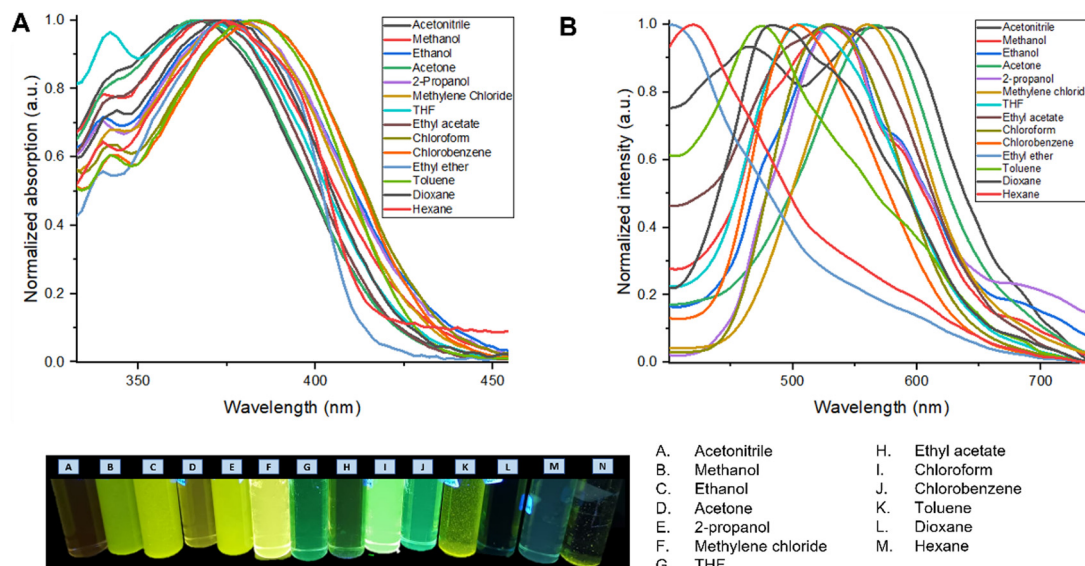 A
Normalized absorption (a.u.)
1.0
0.8
0.6
0.4
0.2
0.0
350
400
450
Wavelength (nm)
Acetonitrile
Methanol
Ethanol
Acetone
2-Propanol
Methylene Chloride
THF
Ethyl acetate
Chloroform
Chlorobenzene
Ethyl ether
Toluene
Dioxane
Hexane
B
Normalized intensity (a.u.)
1.0
0.8
0.6
0.4
0.2
0.0
500
600
700
Wavelength (nm)
Acetonitrile
Methanol
Ethanol
Acetone
2-propanol
Methylene chlorid
THF
Ethyl acetate
Chloroform
Chlorobenzene
Ethyl ether
Toluene
Dioxane
Hexane
A B C D E F G H I J K L M N
A. Acetonitrile
B. Methanol
C. Ethanol
D. Acetone
E. 2-propanol
F. Methylene chloride
G. THF
H. Ethyl acetate
I. Chloroform
J. Chlorobenzene
K. Toluene
L. Dioxane
M. Hexane